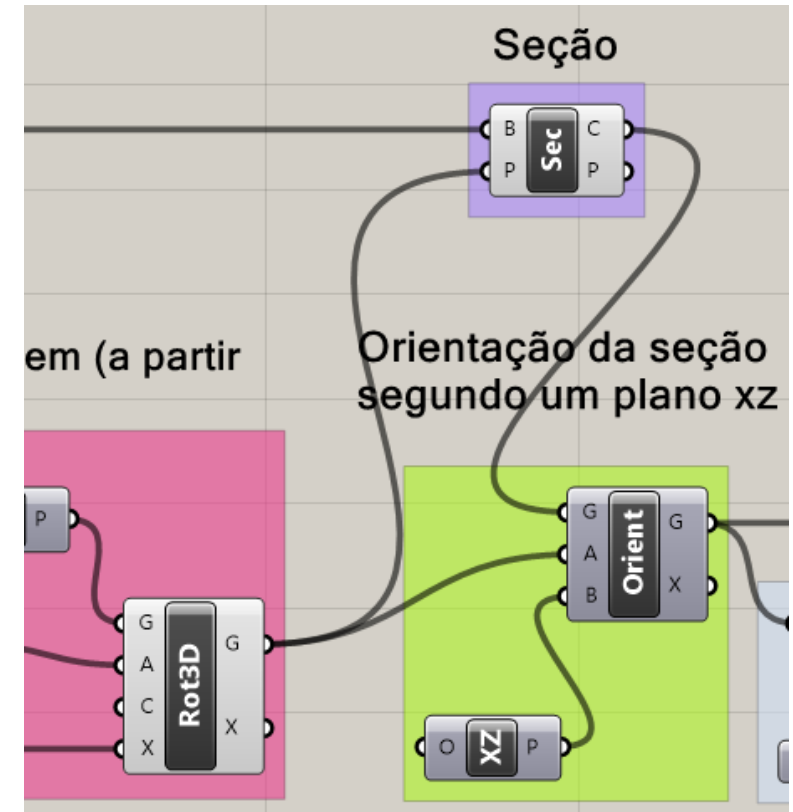 Seção
B
Sec
C
P
P
em (a partir
Orientação da seção
segundo um plano xz
P
G
A
C
X
Rot3D
G
X
G
A
B
Orient
G
X
O
XZ
P